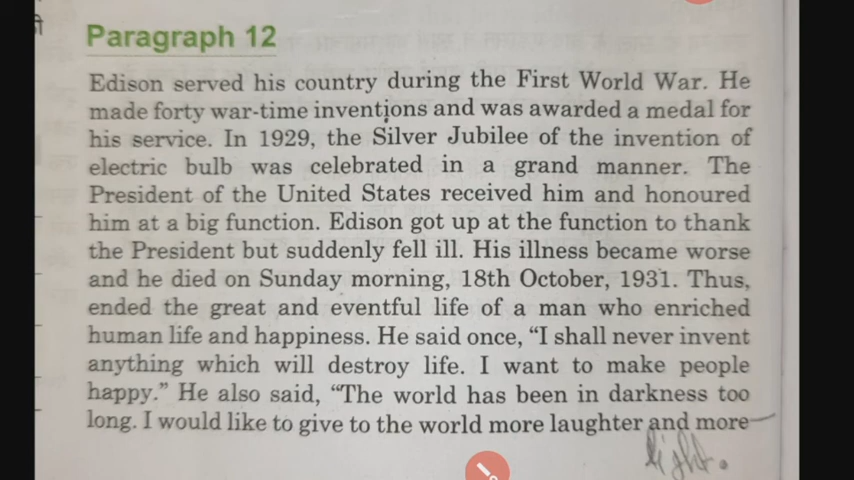 Paragraph 12
Edison served his country during the First World War. He
made forty war-time inventions and was awarded a medal for
his service. In 1929, the Silver Jubilee of the invention of
electric bulb was celebrated in a grand manner. The
President of the United States received him and honoured
him at a big function. Edison got up at the function to thank
the President but suddenly fell ill. His illness became worse
and he died on Sunday morning, 18th October, 1931. Thus,
ended the great and eventful life of a man who enriched
human life and happiness. He said once, “I shall never invent
anything which will destroy life. I want to make people
happy.” He also said, “The world has been in darkness too
long. I would like to give to the world more laughter and more
light.